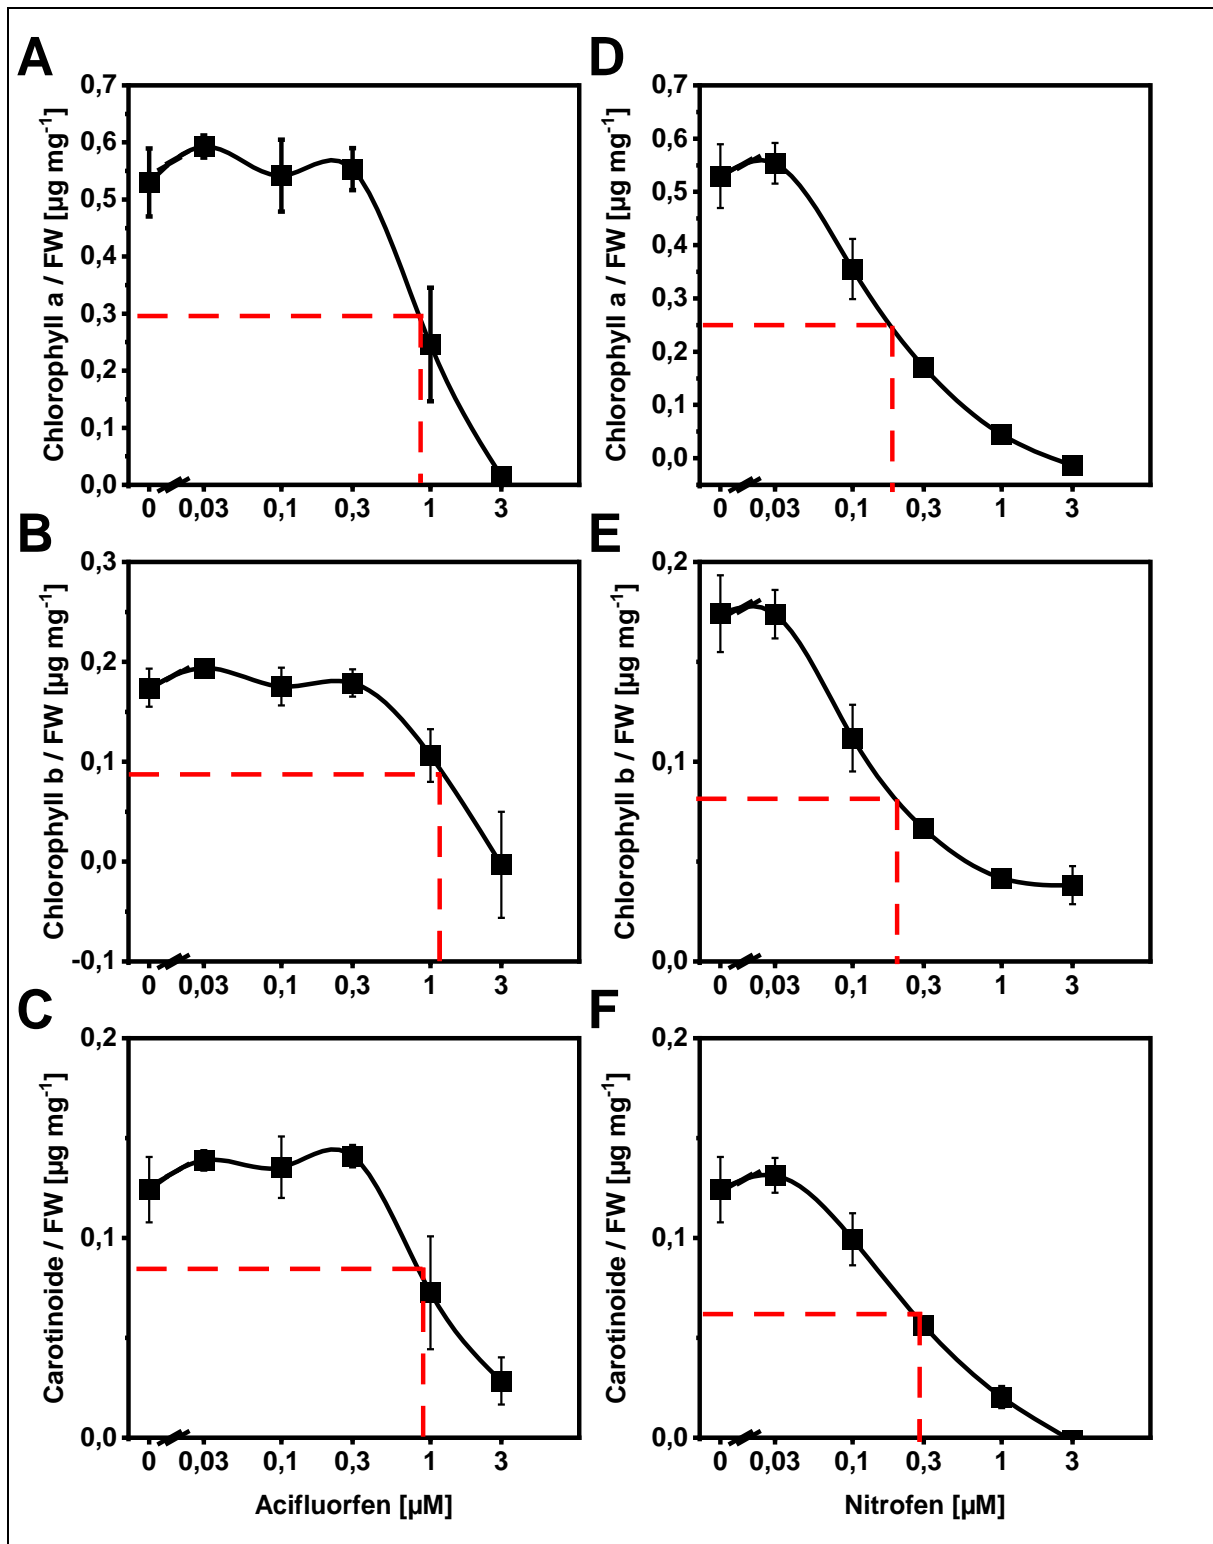 A
Chlorophyll a / FW [µg mg-1]
0,7
0,6
0,5
0,4
0,3
0,2
0,1
0,0
0 0,03 0,1 0,3 1 3
B
Chlorophyll b / FW [µg mg-1]
0,3
0,2
0,1
0,0
-0,1
0 0,03 0,1 0,3 1 3
C
Carotinoide / FW [µg mg-1]
0,2
0,1
0,0
0 0,03 0,1 0,3 1 3
Acifluorfen [µM]
D
Chlorophyll a / FW [µg mg-1]
0,7
0,6
0,5
0,4
0,3
0,2
0,1
0,0
0 0,03 0,1 0,3 1 3
E
Chlorophyll b / FW [µg mg-1]
0,2
0,1
0,0
0 0,03 0,1 0,3 1 3
F
Carotinoide / FW [µg mg-1]
0,2
0,1
0,0
0 0,03 0,1 0,3 1 3
Nitrofen [µM]